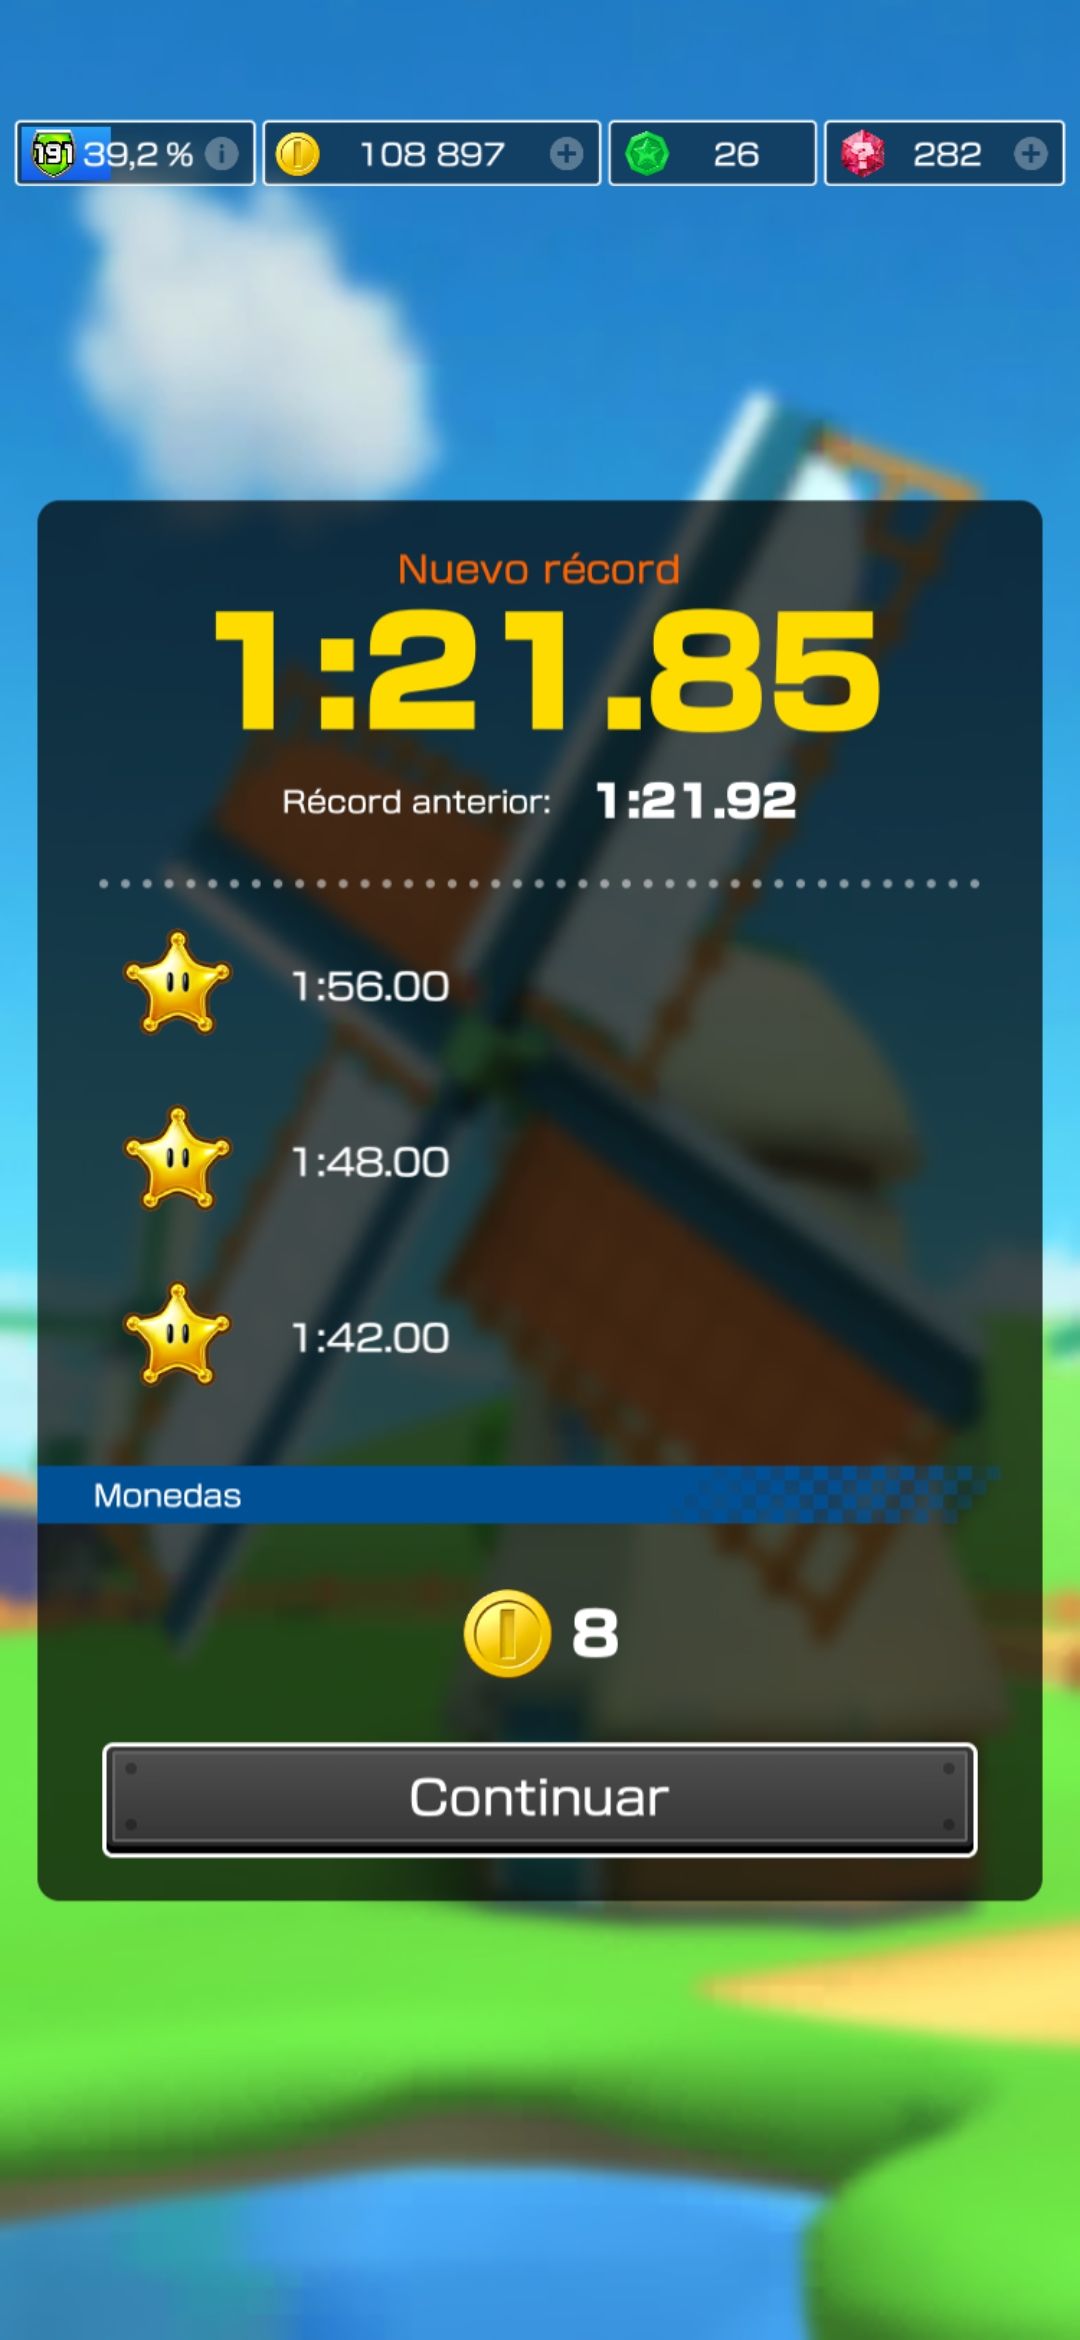 191 39,2 % i 108 897 + 26 ? 282 +
Nuevo récord
1:21.85
Récord anterior: 1:21.92
1:56.00
1:48.00
1:42.00
Monedas
8
Continuar